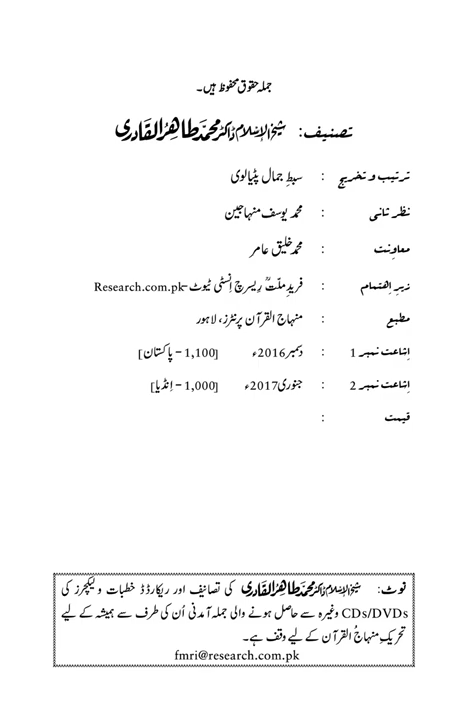 جملہ حقوق محفوظ ہیں۔
تصنیف: شیخ الاسلام ڈاکٹر محمد طاہر القادری
ترتیب و تخریج : سبطِ جمال پٹیالوی
نظرِ ثانی : محمد یوسف منہاجین
معاونت : محمد خلیق عامر
زیرِ اہتمام : فریدِ ملّتؒ رِیسرچ اِنسٹی ٹیوٹ-Research.com.pk
مطبع : منہاج القرآن پرنٹرز، لاہور
اِشاعت نمبر 1 : دسمبر 2016ء [1,100 - پاکستان]
اِشاعت نمبر 2 : جنوری 2017ء [1,000 - اِنڈیا]
قیمت :
نوٹ: شیخ الاسلام ڈاکٹر محمد طاہر القادری کی تصانیف اور ریکارڈڈ خطبات و لیکچرز کی
CDs/DVDs وغیرہ سے حاصل ہونے والی جملہ آمدنی اُن کی طرف سے ہمیشہ کے لیے
تحریکِ منہاجُ القرآن کے لیے وقف ہے۔
fmri@research.com.pk